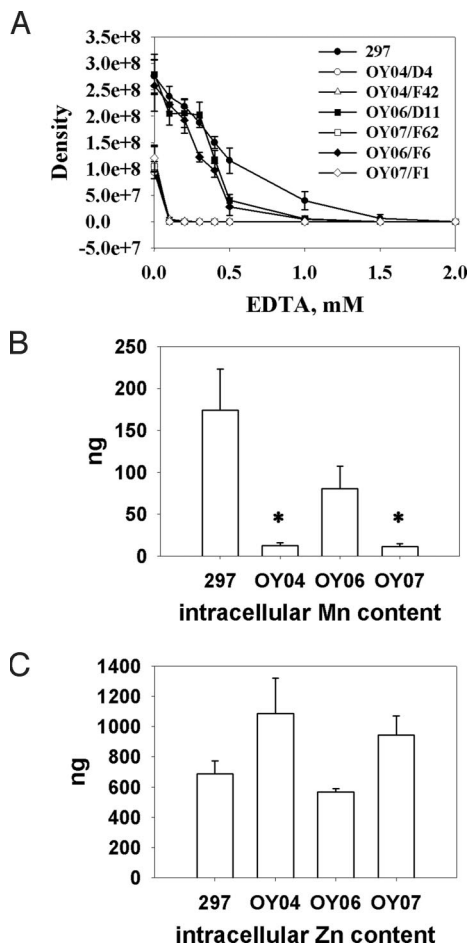 A
3.5e+8
3.0e+8
2.5e+8
2.0e+8
1.5e+8
1.0e+8
5.0e+7
0.0
-5.0e+7
Density
297
OY04/D4
OY04/F42
OY06/D11
OY07/F62
OY06/F6
OY07/F1
0.0 0.5 1.0 1.5 2.0
EDTA, mM
B
250
200
150
100
50
0
ng
* *
297 OY04 OY06 OY07
intracellular Mn content
C
1400
1200
1000
800
600
400
200
0
ng
297 OY04 OY06 OY07
intracellular Zn content